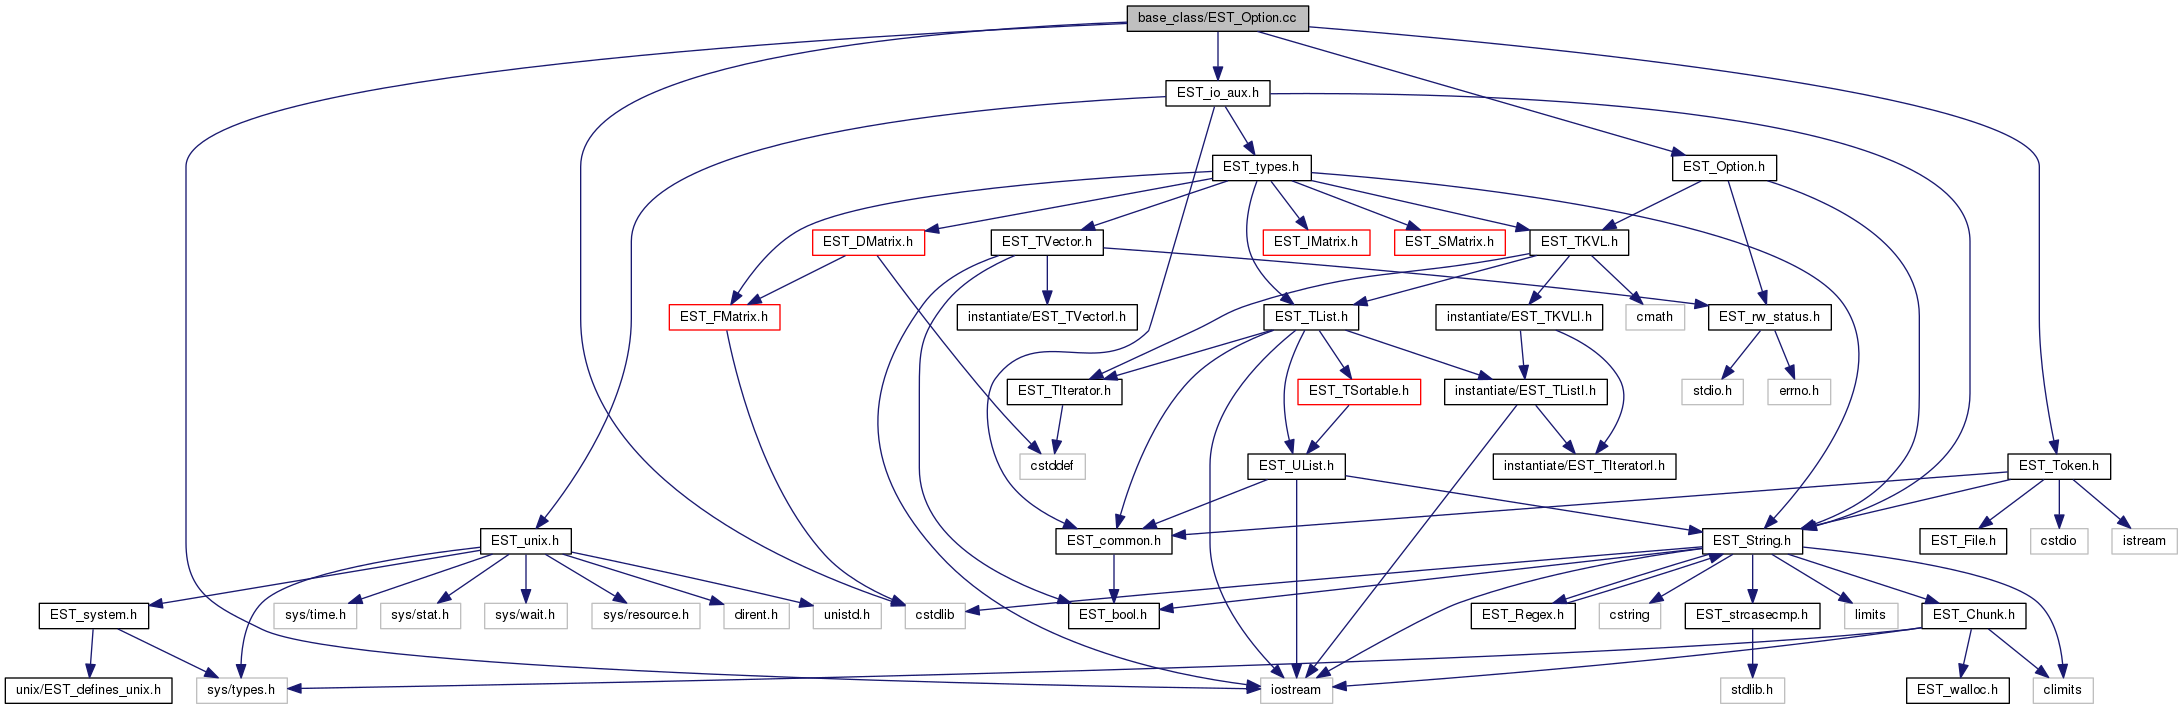 base_class/EST_Option.cc
EST_io_aux.h
EST_types.h
EST_Option.h
EST_DMatrix.h
EST_TVector.h
EST_IMatrix.h
EST_SMatrix.h
EST_TKVL.h
EST_FMatrix.h
instantiate/EST_TVectorI.h
EST_TList.h
instantiate/EST_TKVLI.h
cmath
EST_rw_status.h
EST_TIterator.h
EST_TSortable.h
instantiate/EST_TListI.h
stdio.h
errno.h
cstddef
EST_UList.h
instantiate/EST_TIteratorI.h
EST_Token.h
EST_unix.h
EST_common.h
EST_String.h
EST_File.h
cstdio
istream
EST_system.h
sys/time.h
sys/stat.h
sys/wait.h
sys/resource.h
dirent.h
unistd.h
cstdlib
EST_bool.h
EST_Regex.h
cstring
EST_strcasecmp.h
limits
EST_Chunk.h
unix/EST_defines_unix.h
sys/types.h
iostream
stdlib.h
EST_walloc.h
climits